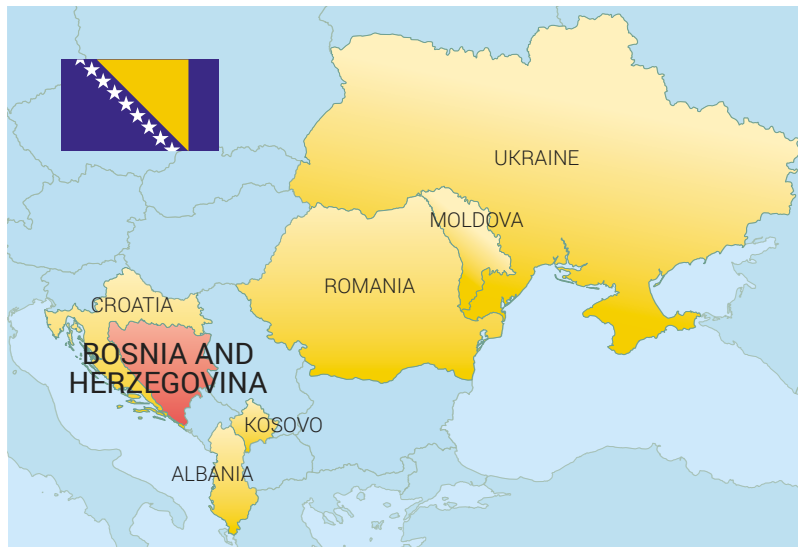 UKRAINE
MOLDOVA
ROMANIA
CROATIA
BOSNIA AND
HERZEGOVINA
KOSOVO
ALBANIA